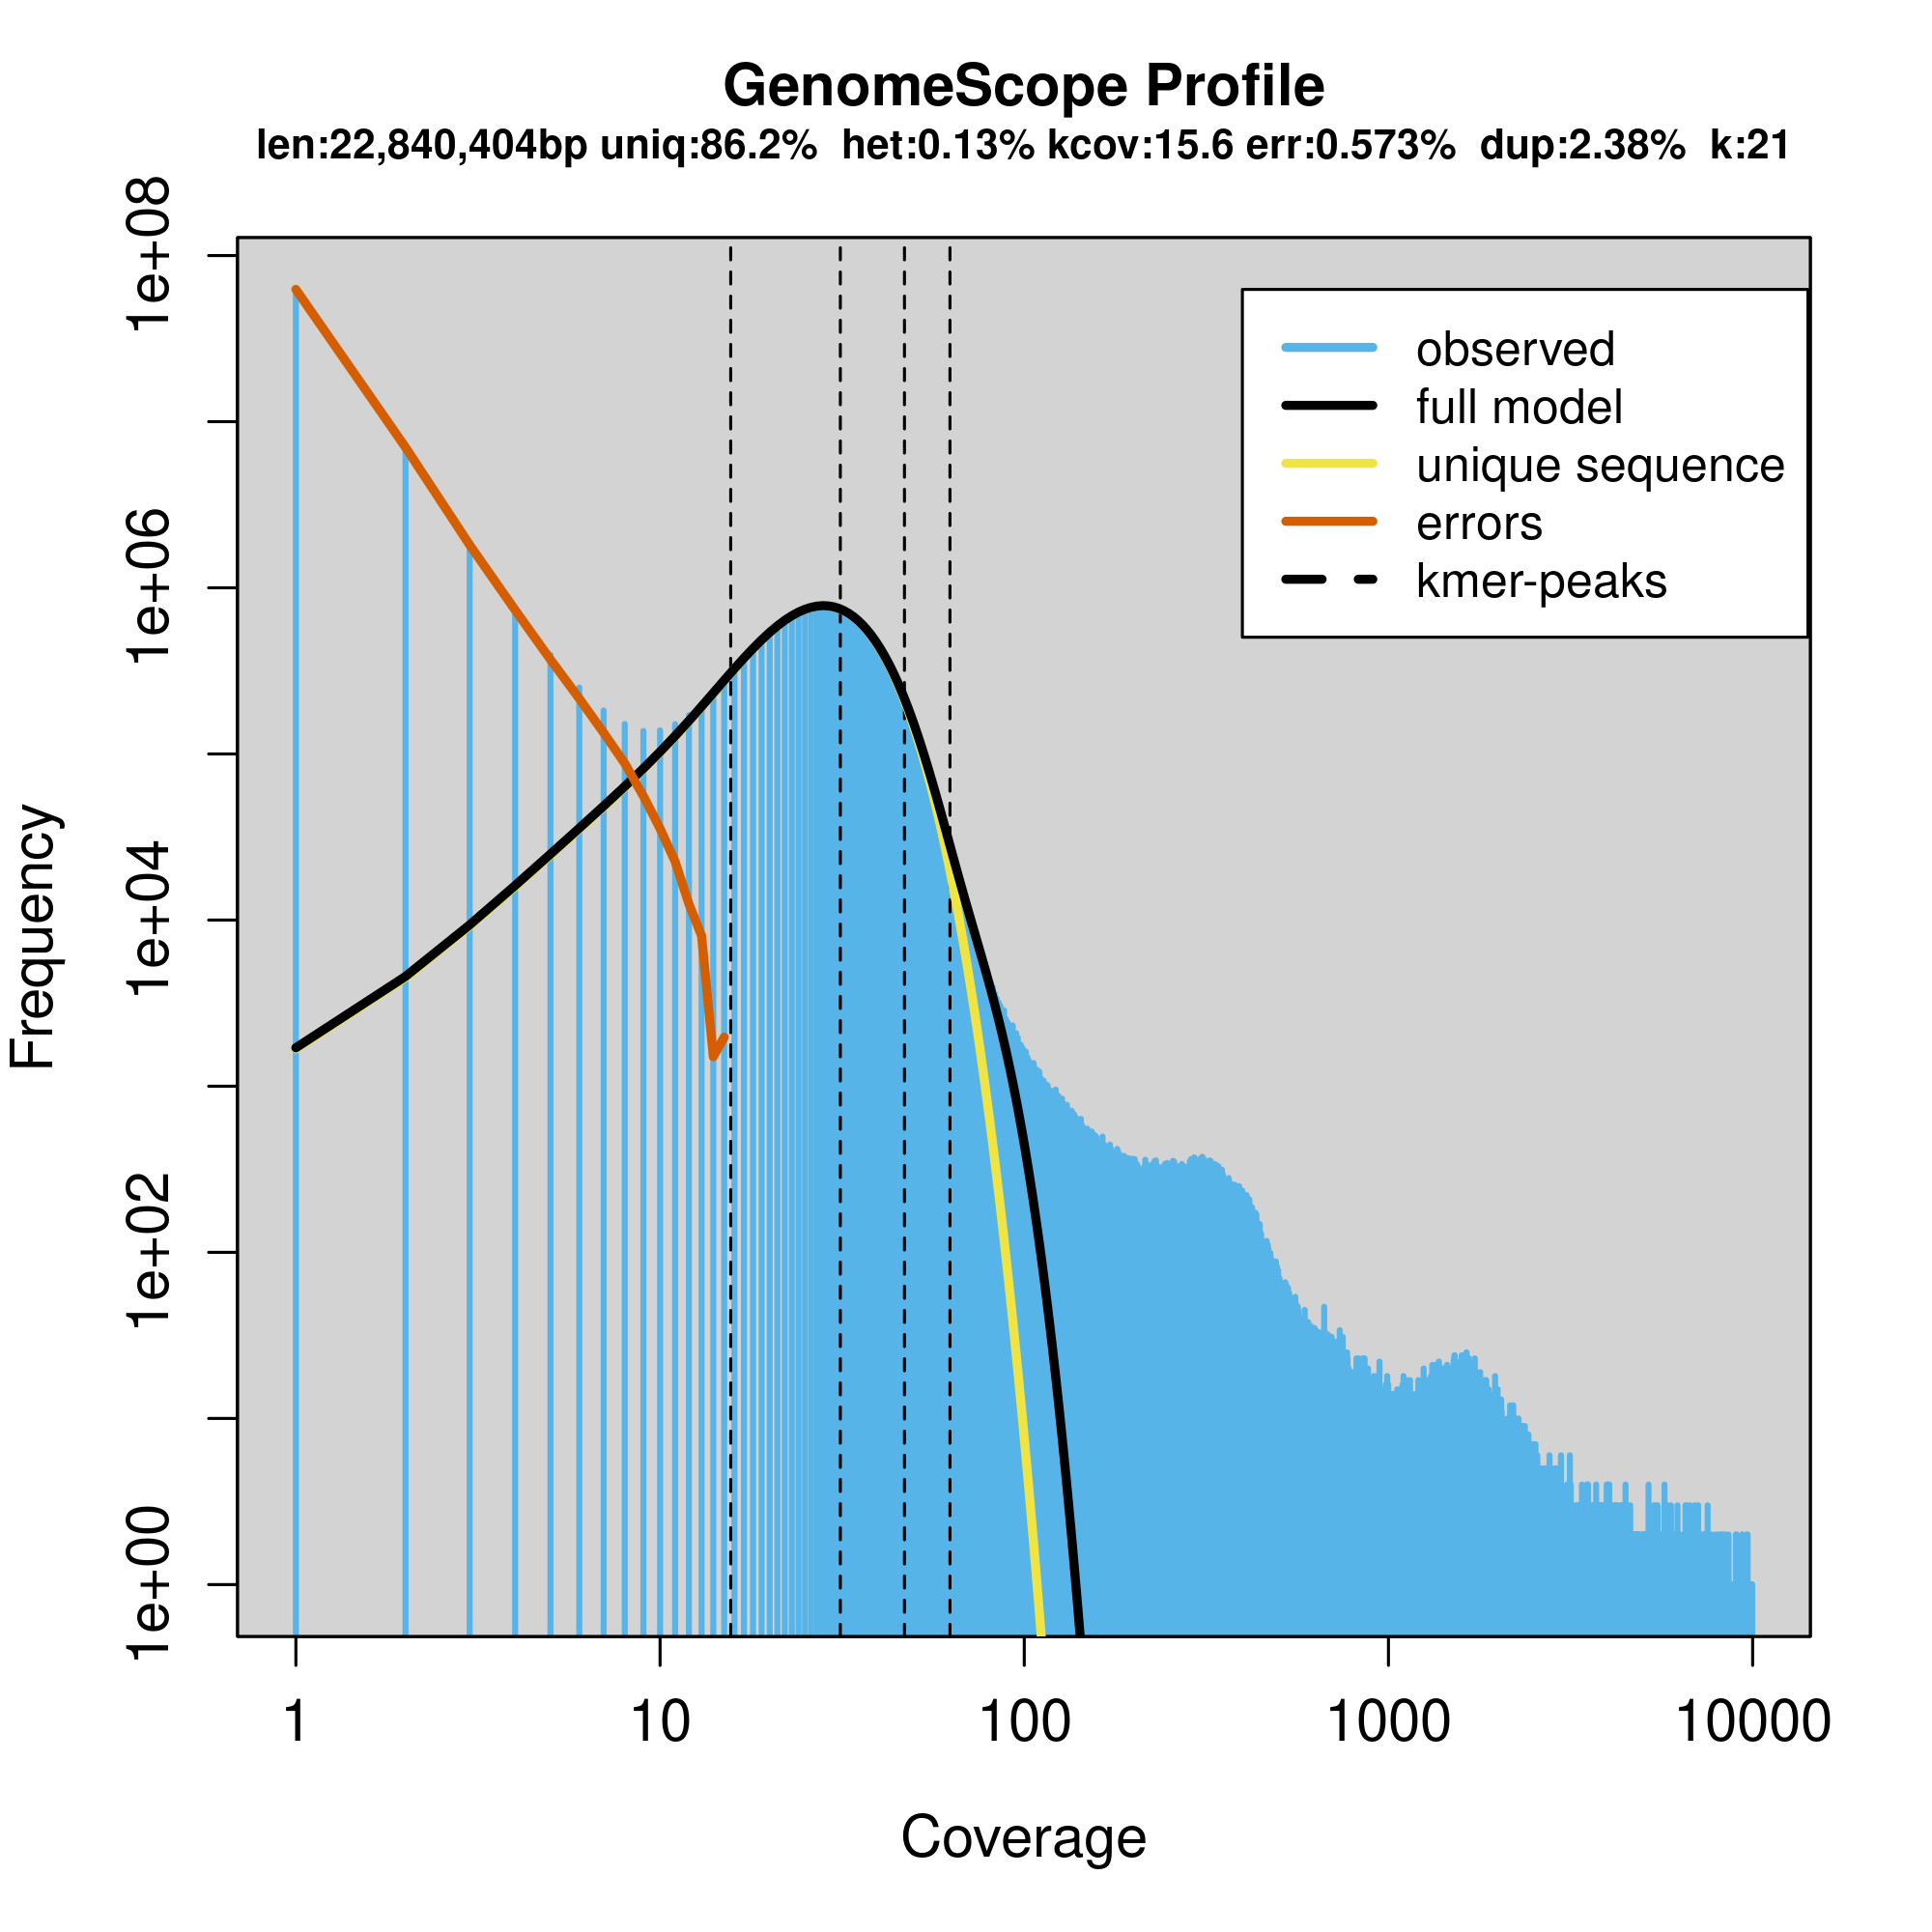 GenomeScope Profile
len:22,840,404bp uniq:86.2% het:0.13% kcov:15.6 err:0.573% dup:2.38% k:21
1e+08
1e+06
1e+04
1e+02
1e+00
Frequency
observed
full model
unique sequence
errors
kmer-peaks
1 10 100 1000 10000
Coverage